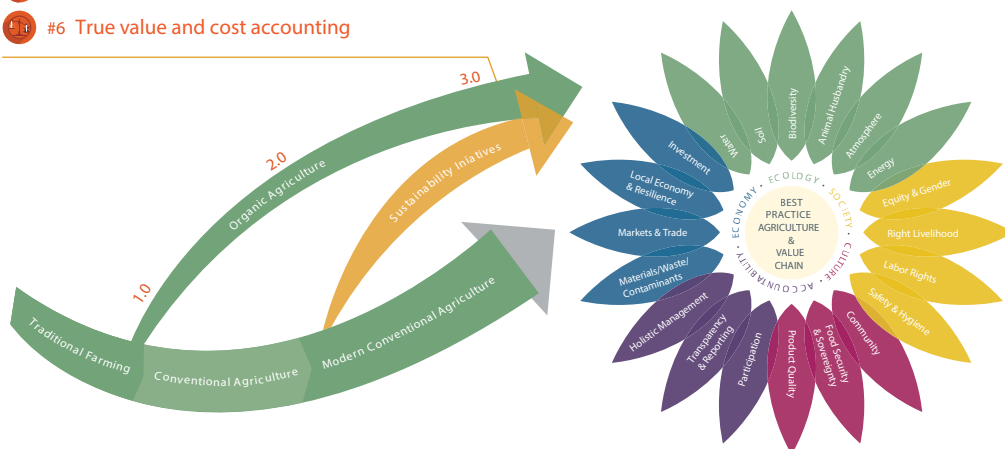 #6 True value and cost accounting
3.0
2.0
1.0
Organic Agriculture
Sustainability Iniatives
Traditional Farming
Conventional Agriculture
Modern Conventional Agriculture
BEST
PRACTICE
AGRICULTURE
&
VALUE
CHAIN
ECOLOGY • SOCIETY • CULTURE • ACCOUNTABILITY • ECONOMY •
Water
Soil
Biodiversity
Animal Husbandry
Atmosphere
Energy
Equity & Gender
Right Livelihood
Labor Rights
Safety & Hygiene
Community
Food Security
& Sovereignty
Product Quality
Participation
Transparency
& Reporting
Holistic Management
Materials/Waste/
Contaminants
Markets & Trade
Local Economy
& Resilience
Investment